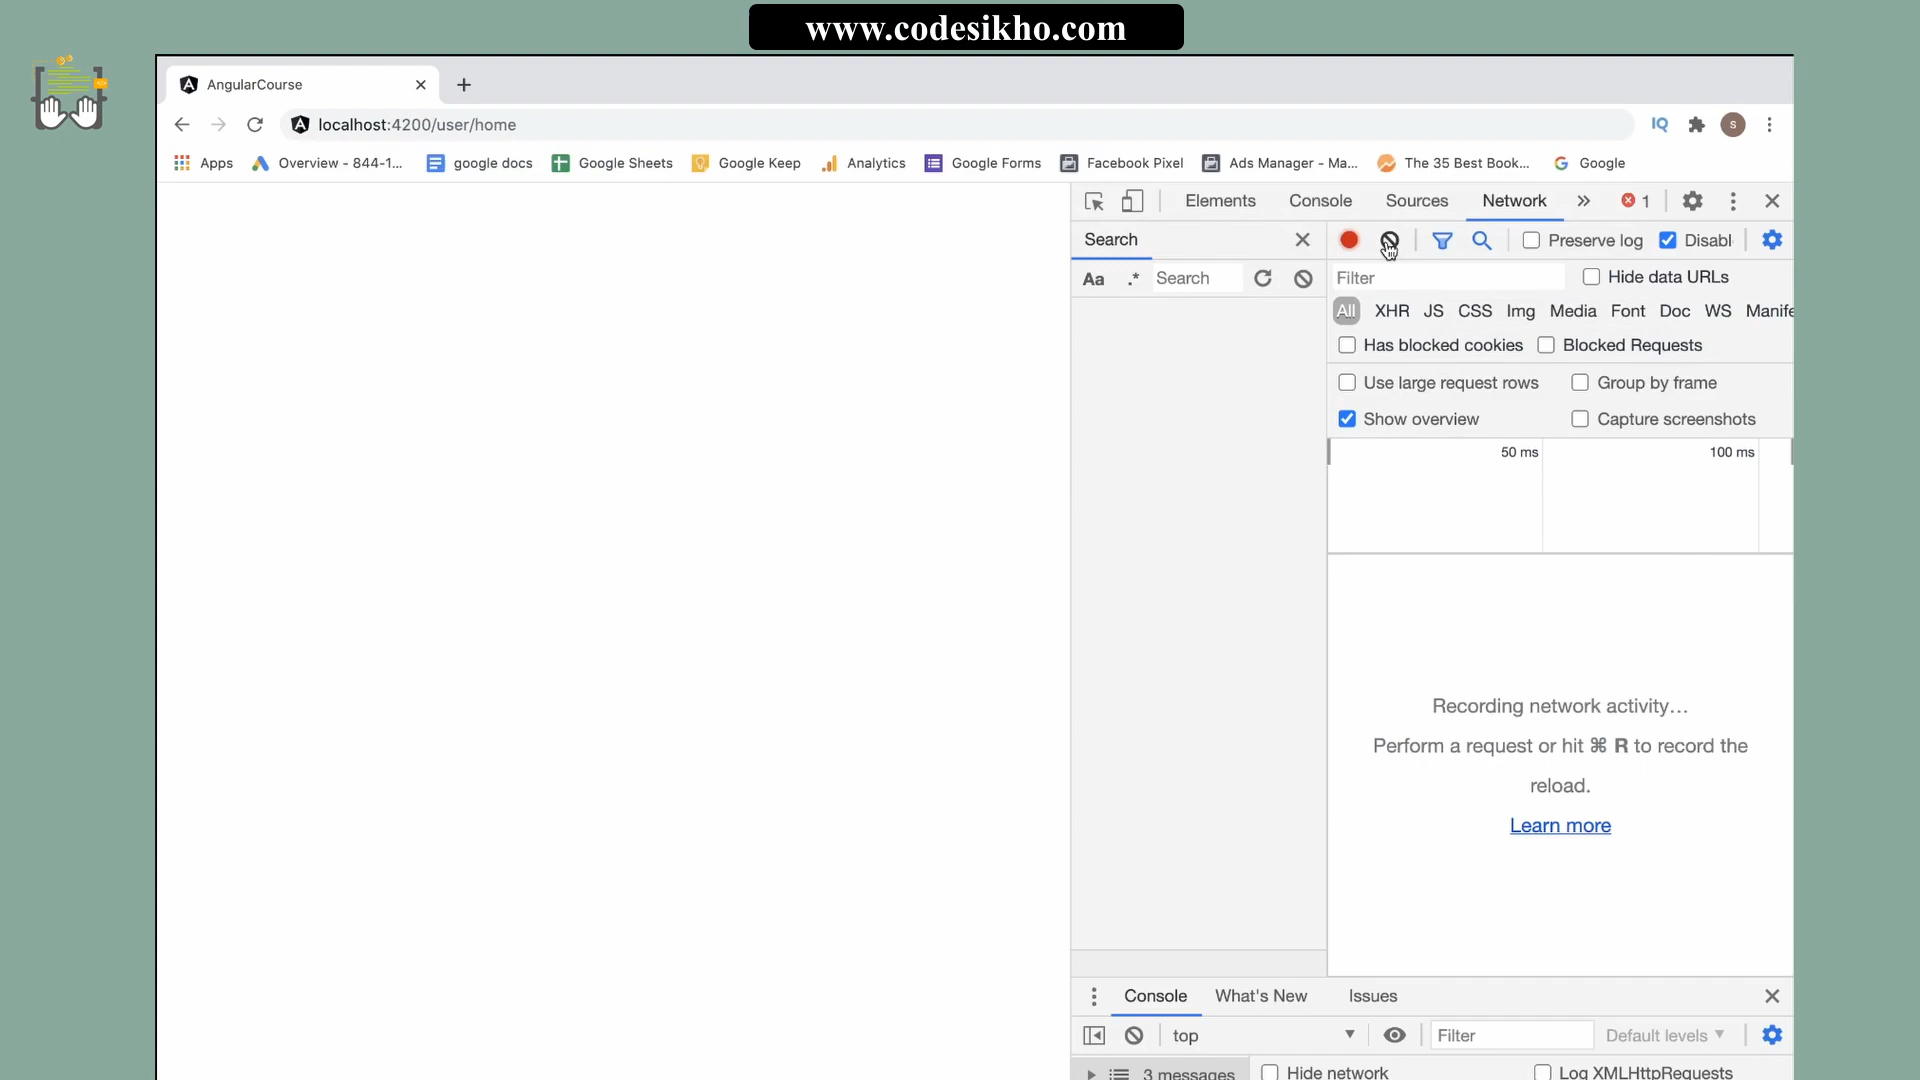 www.codesikho.com
AngularCourse
localhost:4200/user/home
IQ
s
Apps
Overview - 844-1...
google docs
Google Sheets
Google Keep
Analytics
Google Forms
Facebook Pixel
Ads Manager - Ma...
The 35 Best Book...
Google
Elements
Console
Sources
Network
1
Search
Preserve log
Disabl
Aa
.*
Search
Filter
Hide data URLs
All
XHR
JS
CSS
Img
Media
Font
Doc
WS
Manife
Has blocked cookies
Blocked Requests
Use large request rows
Group by frame
Show overview
Capture screenshots
50 ms
100 ms
Recording network activity…
Perform a request or hit ⌘ R to record the
reload.
Learn more
Console
What's New
Issues
top
Filter
Default levels
3 messages
Hide network
Log XMLHttpRequests